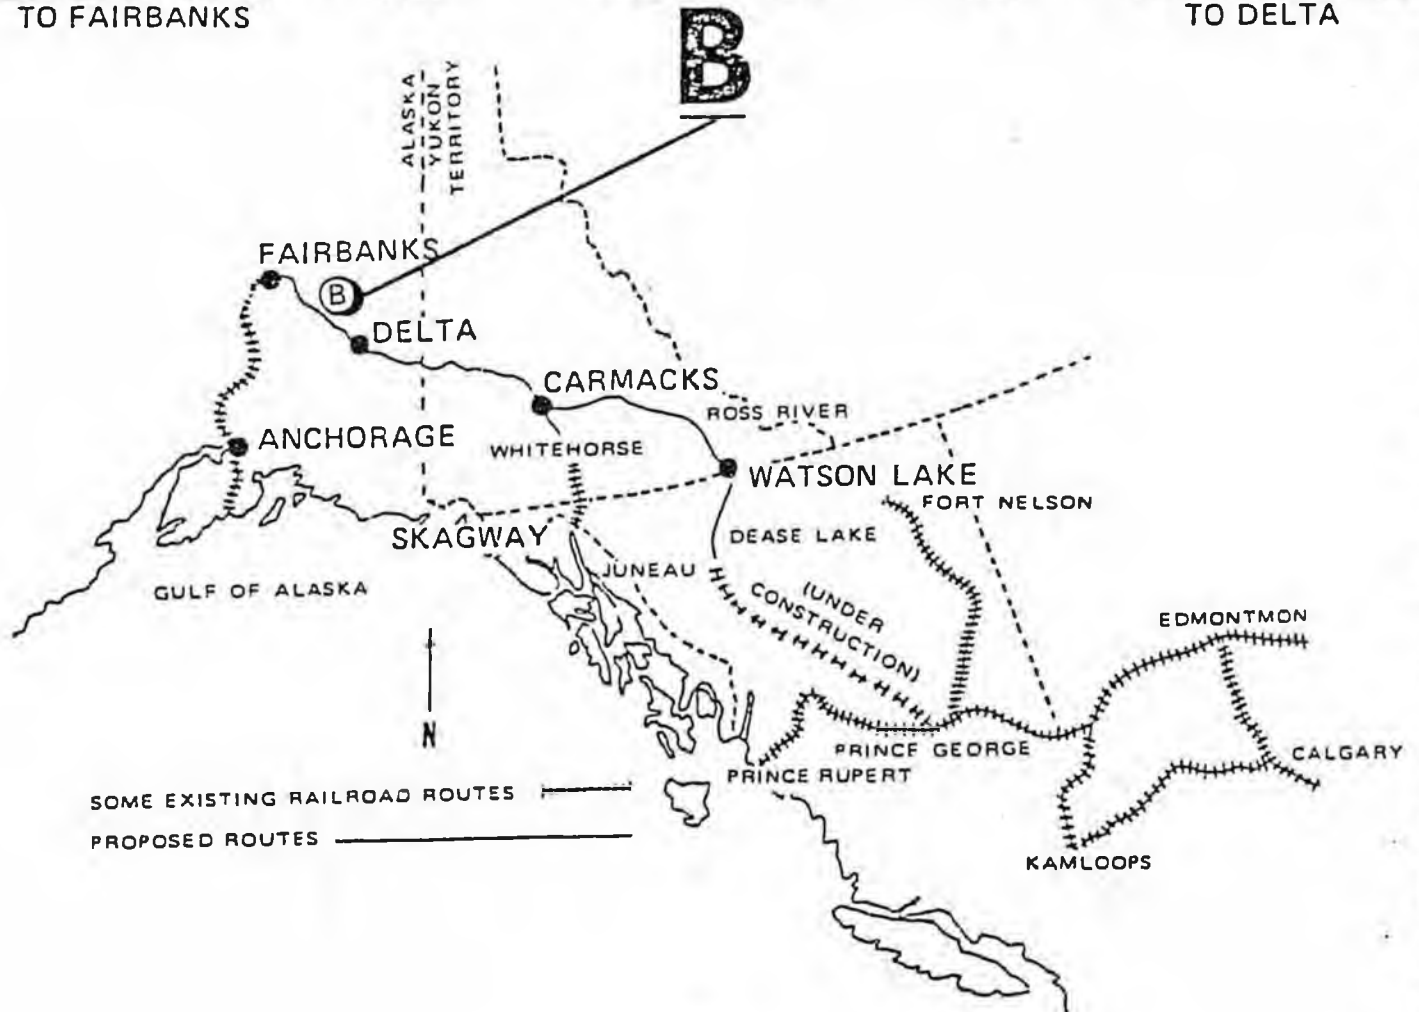 TO FAIRBANKS
TO DELTA
B
ALASKA
YUKON
TERRITORY
FAIRBANKS
B
DELTA
CARMACKS
ROSS RIVER
ANCHORAGE
WHITEHORSE
WATSON LAKE
FORT NELSON
SKAGWAY
DEASE LAKE
JUNEAU
GULF OF ALASKA
(UNDER
CONSTRUCTION)
EDMONTMON
N
PRINCE GEORGE
CALGARY
PRINCE RUPERT
SOME EXISTING RAILROAD ROUTES
PROPOSED ROUTES
KAMLOOPS